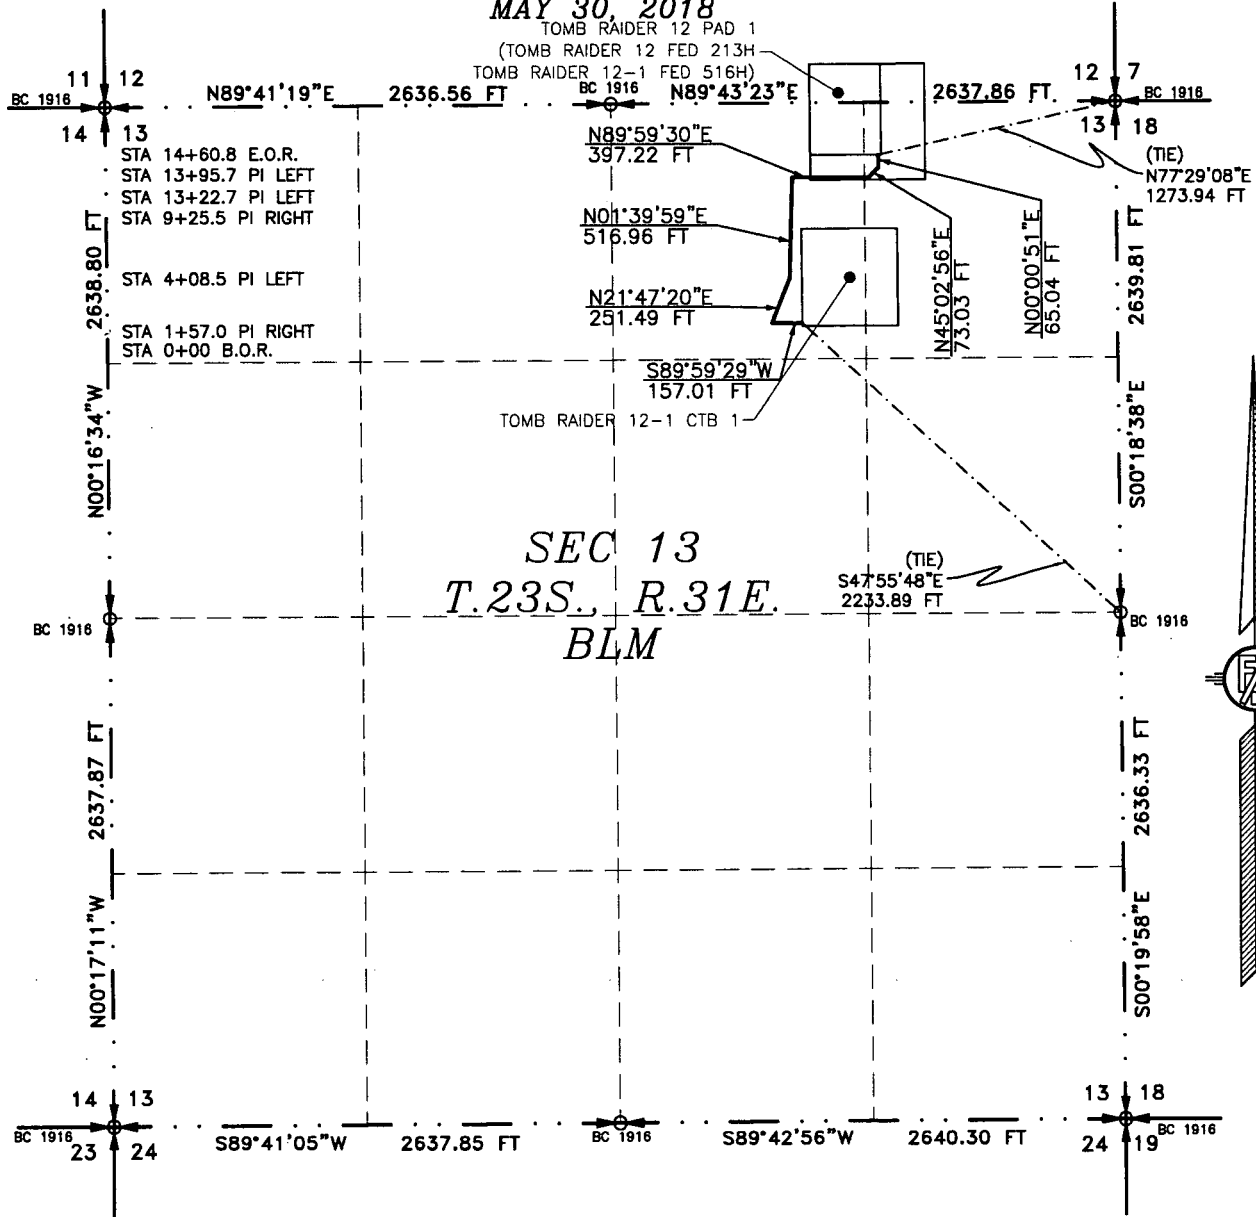 MAY 30, 2018
TOMB RAIDER 12 PAD 1
(TOMB RAIDER 12 FED 213H
TOMB RAIDER 12-1 FED 516H)
11 12
BC 1916
14 13
N89°41'19"E 2636.56 FT
BC 1916
N89°43'23"E 2637.86 FT
12 7
BC 1916
13 18
STA 14+60.8 E.O.R.
STA 13+95.7 PI LEFT
STA 13+22.7 PI LEFT
STA 9+25.5 PI RIGHT
STA 4+08.5 PI LEFT
STA 1+57.0 PI RIGHT
STA 0+00 B.O.R.
N89°59'30"E
397.22 FT
N01°39'59"E
516.96 FT
N21°47'20"E
251.49 FT
S89°59'29"W
157.01 FT
TOMB RAIDER 12-1 CTB 1
N45°02'56"E
73.03 FT
N00°00'51"E
65.04 FT
(TIE)
N77°29'08"E
1273.94 FT
N00°16'34"W 2638.80 FT
S00°18'38"E 2639.81 FT
SEC 13
T.23S., R.31E.
BLM
(TIE)
S47°55'48"E
2233.89 FT
BC 1916
BC 1916
N00°17'11"W 2637.87 FT
S00°19'58"E 2636.33 FT
14 13
BC 1916
23 24
S89°41'05"W 2637.85 FT
BC 1916
S89°42'56"W 2640.30 FT
13 18
BC 1916
24 19